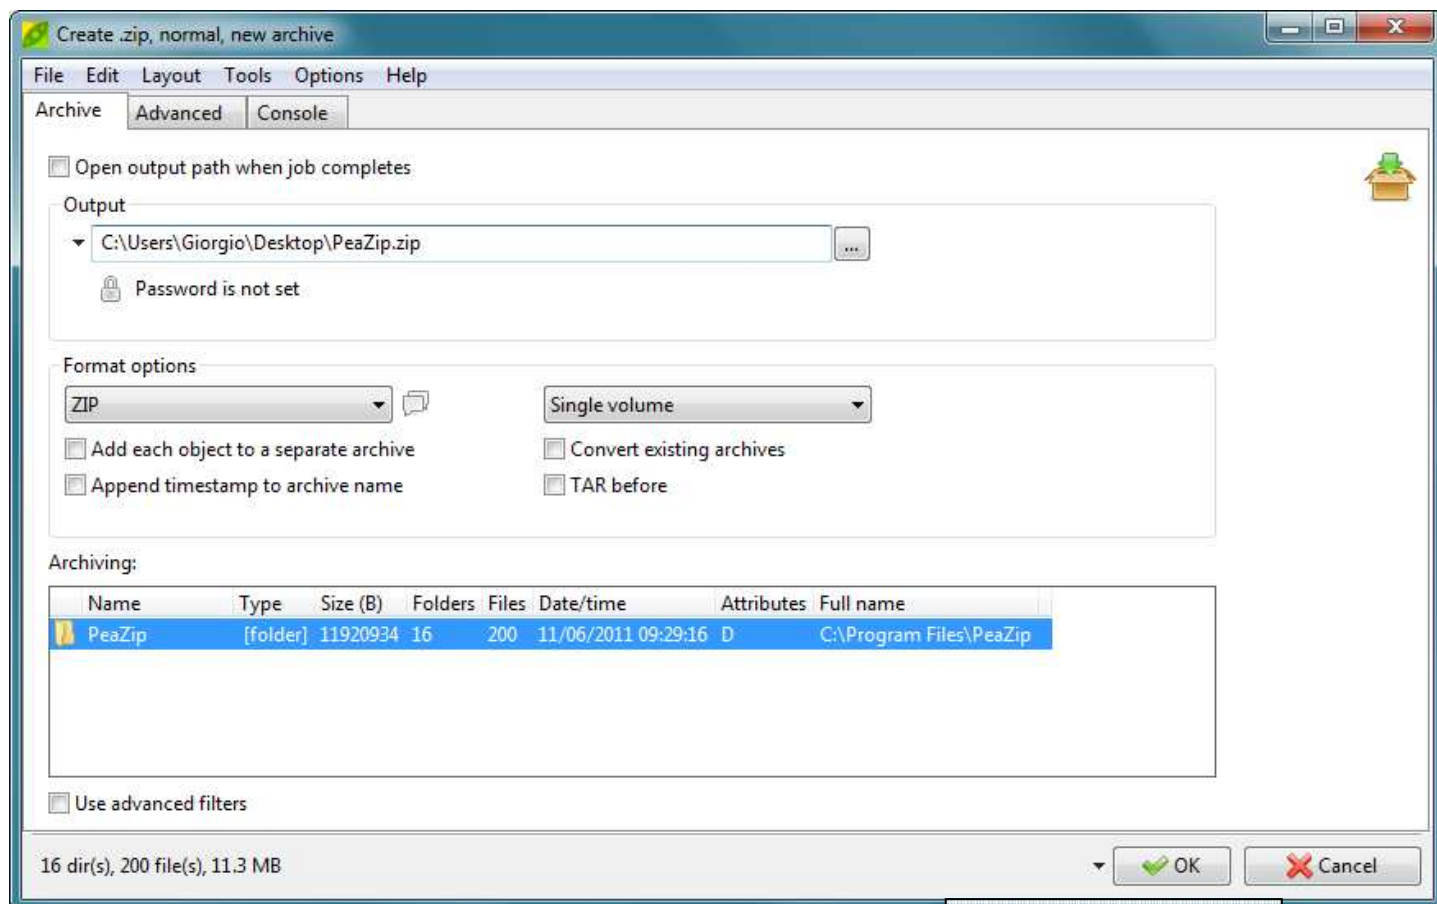 Create .zip, normal, new archive
File Edit Layout Tools Options Help
Archive Advanced Console
Open output path when job completes
Output
C:\Users\Giorgio\Desktop\PeaZip.zip ...
Password is not set
Format options
ZIP Single volume
Add each object to a separate archive Convert existing archives
Append timestamp to archive name TAR before
Archiving:
Name Type Size (B) Folders Files Date/time Attributes Full name
PeaZip [folder] 11920934 16 200 11/06/2011 09:29:16 D C:\Program Files\PeaZip
Use advanced filters
16 dir(s), 200 file(s), 11.3 MB OK Cancel